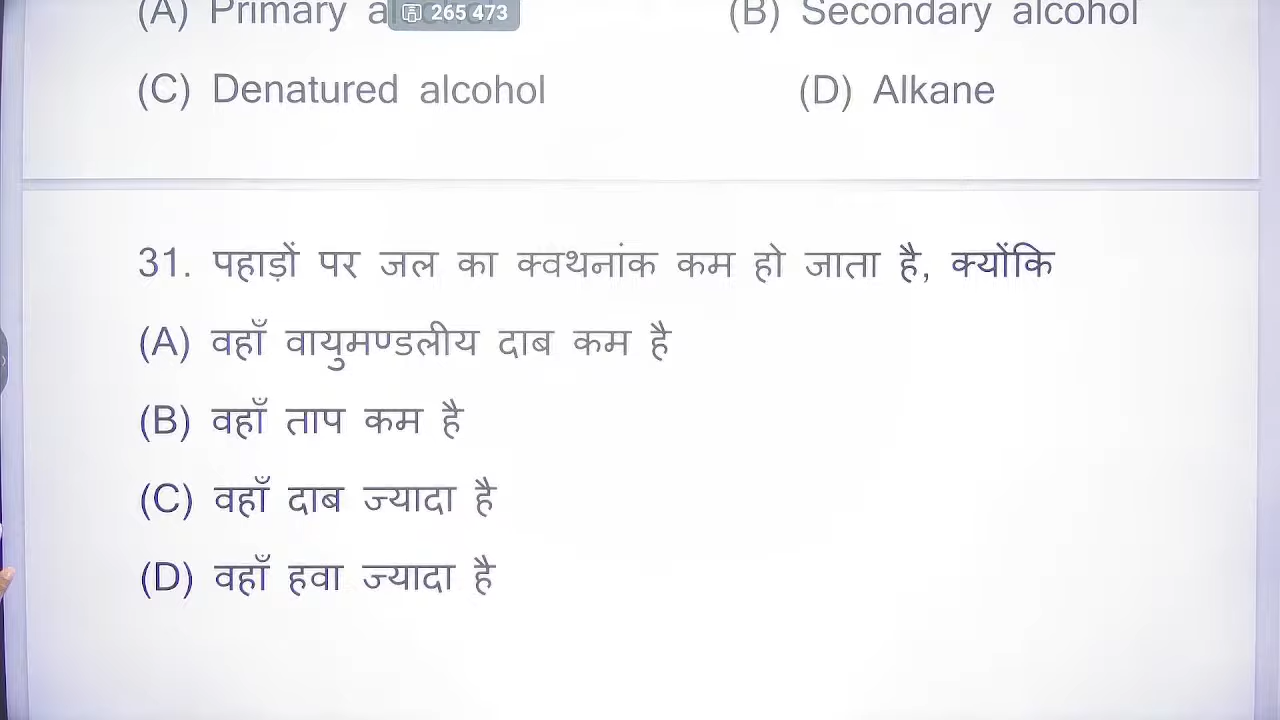 (A) Primary
265 473
(B) Secondary alcohol
(C) Denatured alcohol
(D) Alkane
31. पहाड़ों पर जल का क्वथनांक कम हो जाता है, क्योंकि
(A) वहाँ वायुमण्डलीय दाब कम है
(B) वहाँ ताप कम है
(C) वहाँ दाब ज्यादा है
(D) वहाँ हवा ज्यादा है